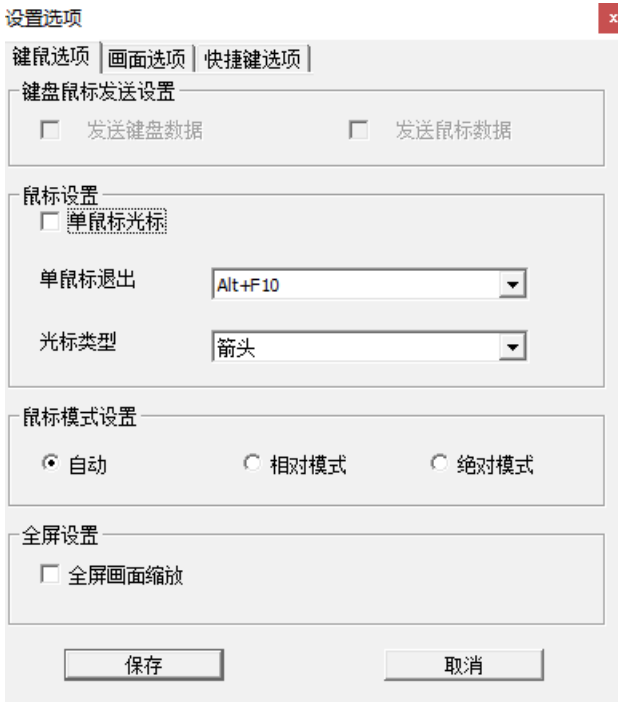 设置选项
x
键鼠选项 画面选项 快捷键选项
键盘鼠标发送设置
发送键盘数据 发送鼠标数据
鼠标设置
单鼠标光标
单鼠标退出 Alt+F10
光标类型 箭头
鼠标模式设置
自动 相对模式 绝对模式
全屏设置
全屏画面缩放
保存 取消